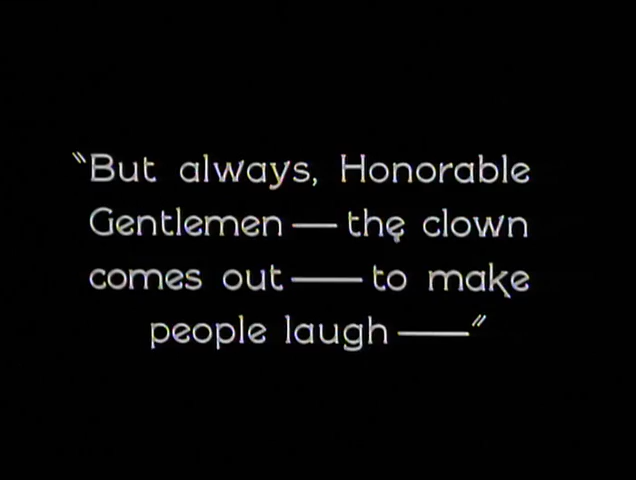 "But always, Honorable
Gentlemen — the clown
comes out —— to make
people laugh ——"